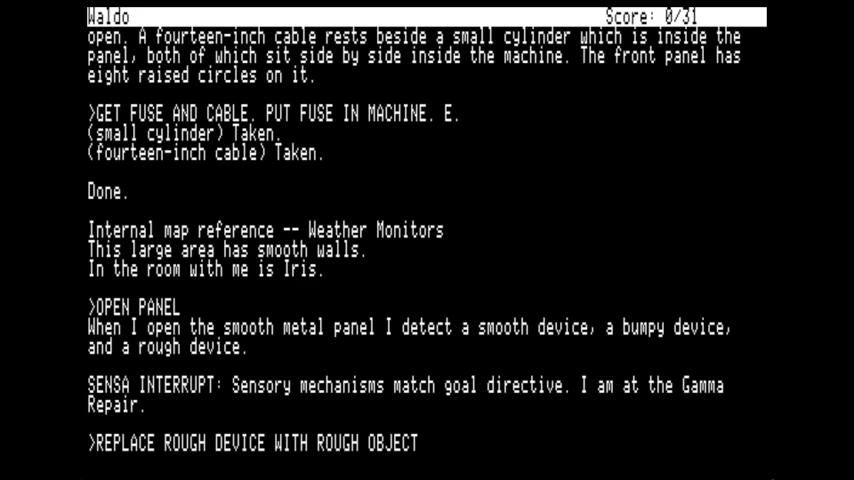 Waldo Score: 0/31
open. A fourteen-inch cable rests beside a small cylinder which is inside the
panel, both of which sit side by side inside the machine. The front panel has
eight raised circles on it.
>GET FUSE AND CABLE. PUT FUSE IN MACHINE. E.
(small cylinder) Taken.
(fourteen-inch cable) Taken.
Done.
Internal map reference -- Weather Monitors
This large area has smooth walls.
In the room with me is Iris.
>OPEN PANEL
When I open the smooth metal panel I detect a smooth device, a bumpy device,
and a rough device.
SENSA INTERRUPT: Sensory mechanisms match goal directive. I am at the Gamma
Repair.
>REPLACE ROUGH DEVICE WITH ROUGH OBJECT